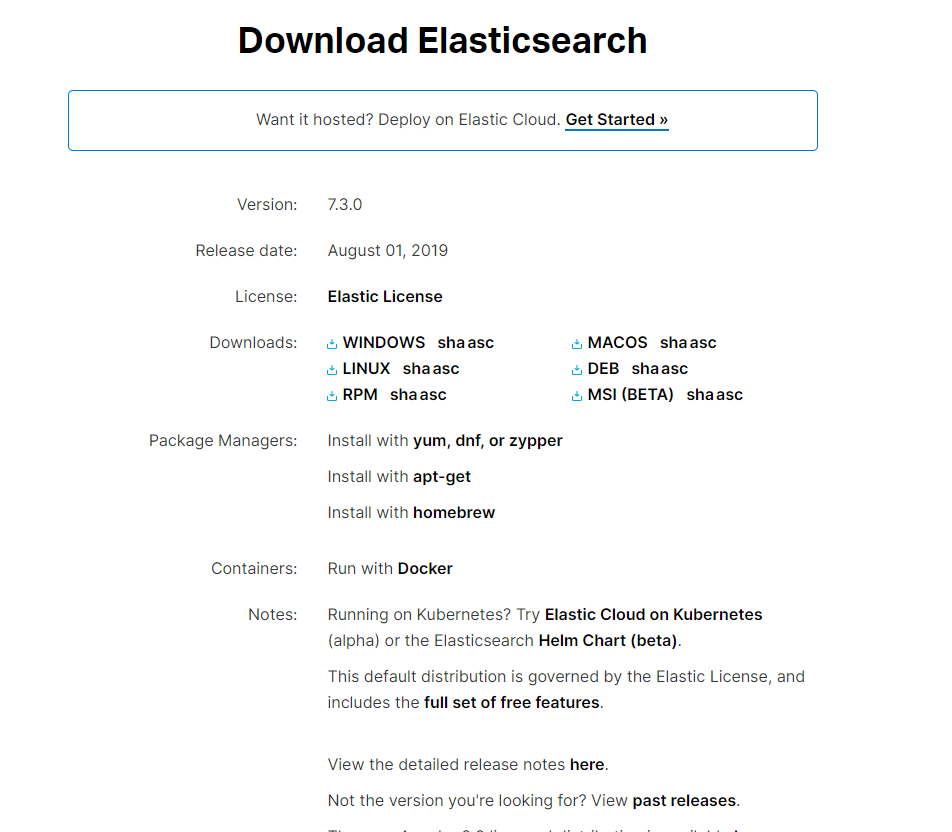 Download Elasticsearch
Want it hosted? Deploy on Elastic Cloud. Get Started »
Version: 7.3.0
Release date: August 01, 2019
License: Elastic License
Downloads: WINDOWS sha asc MACOS sha asc
LINUX sha asc DEB sha asc
RPM sha asc MSI (BETA) sha asc
Package Managers: Install with yum, dnf, or zypper
Install with apt-get
Install with homebrew
Containers: Run with Docker
Notes: Running on Kubernetes? Try Elastic Cloud on Kubernetes
(alpha) or the Elasticsearch Helm Chart (beta).
This default distribution is governed by the Elastic License, and
includes the full set of free features.
View the detailed release notes here.
Not the version you're looking for? View past releases.